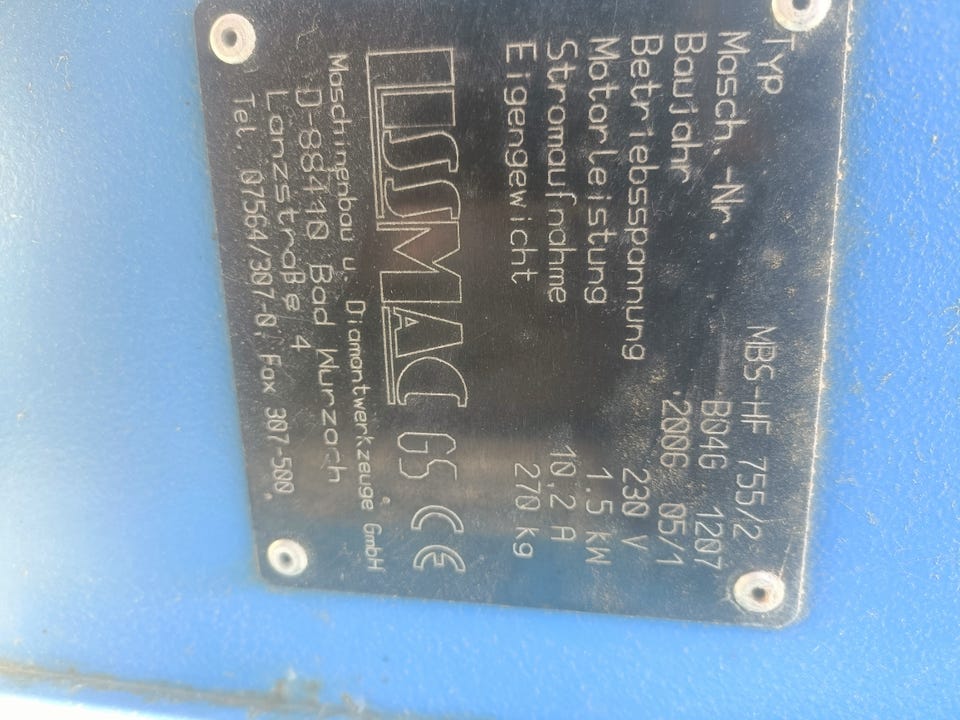 Typ MBS-HF 755/2
Masch.-Nr. B04G 1207
Baujahr 2006 05/1
Betriebsspannung 230 V
Motorleistung 1.5 kW
Stromaufnahme 10,2 A
Eigengewicht 270 kg
LISSMAC GS CE
Maschinenbau u. Diamantwerkzeuge GmbH
D-88410 Bad Wurzach
Lanzstraße 4
Tel. 07564/307-0, Fax 307-500